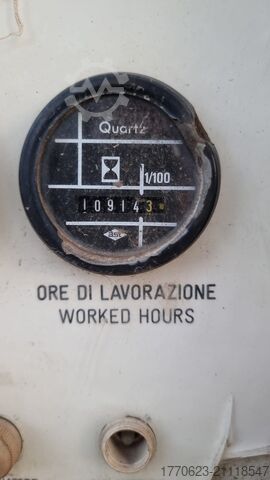 Quartz
1/100
109143
ORE DI LAVORAZIONE
WORKED HOURS
1770623-21118547